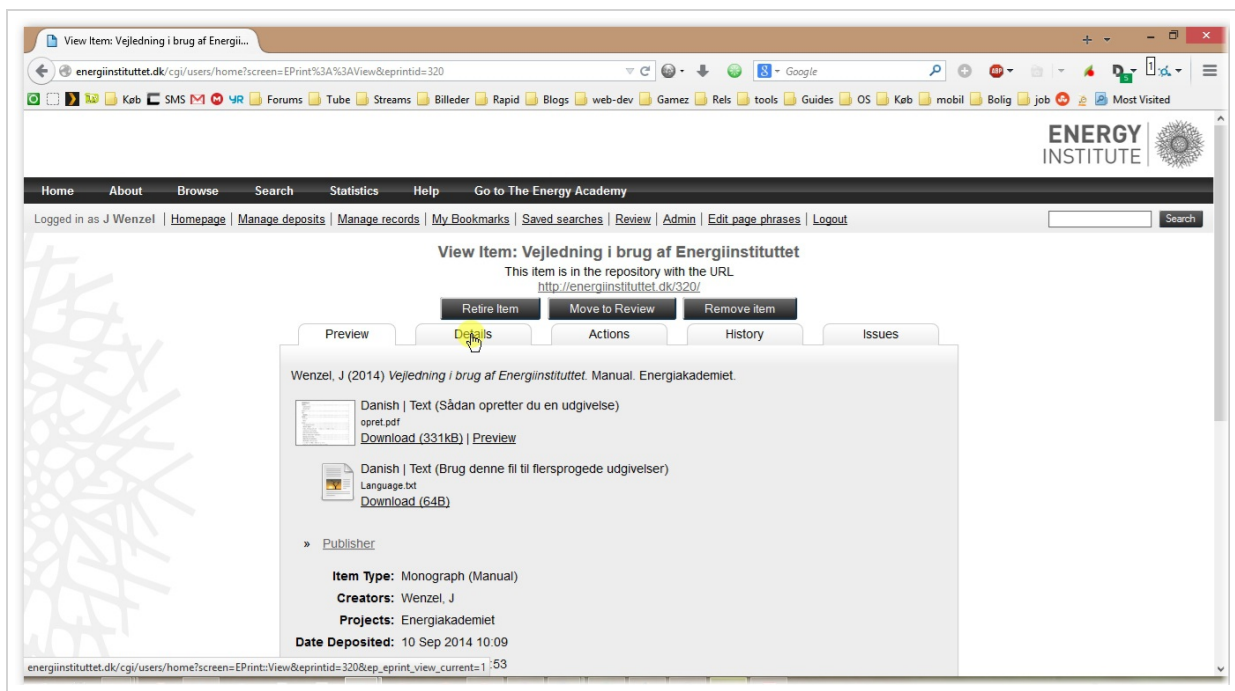 View Item: Vejledning i brug af Energii...
energiinstituttet.dk/cgi/users/home?screen=EPrint%3A%3AView&eprintid=320
Google
Køb SMS YR Forums Tube Streams Billeder Rapid Blogs web-dev Gamez Rels tools Guides OS Køb mobil Bolig job Most Visited
ENERGY
INSTITUTE
Home About Browse Search Statistics Help Go to The Energy Academy
Logged in as J Wenzel | Homepage | Manage deposits | Manage records | My Bookmarks | Saved searches | Review | Admin | Edit page phrases | Logout Search
View Item: Vejledning i brug af Energiinstituttet
This item is in the repository with the URL
http://energiinstituttet.dk/320/
Retire Item Move to Review Remove item
Preview Details Actions History Issues
Wenzel, J (2014) Vejledning i brug af Energiinstituttet. Manual. Energiakademiet.
Danish | Text (Sådan opretter du en udgivelse)
opret.pdf
Download (331kB) | Preview
Danish | Text (Brug denne fil til flersprogede udgivelser)
Language.txt
Download (64B)
» Publisher
Item Type: Monograph (Manual)
Creators: Wenzel, J
Projects: Energiakademiet
Date Deposited: 10 Sep 2014 10:09
energiinstituttet.dk/cgi/users/home?screen=EPrint::View&eprintid=320&ep_eprint_view_current=1 :53